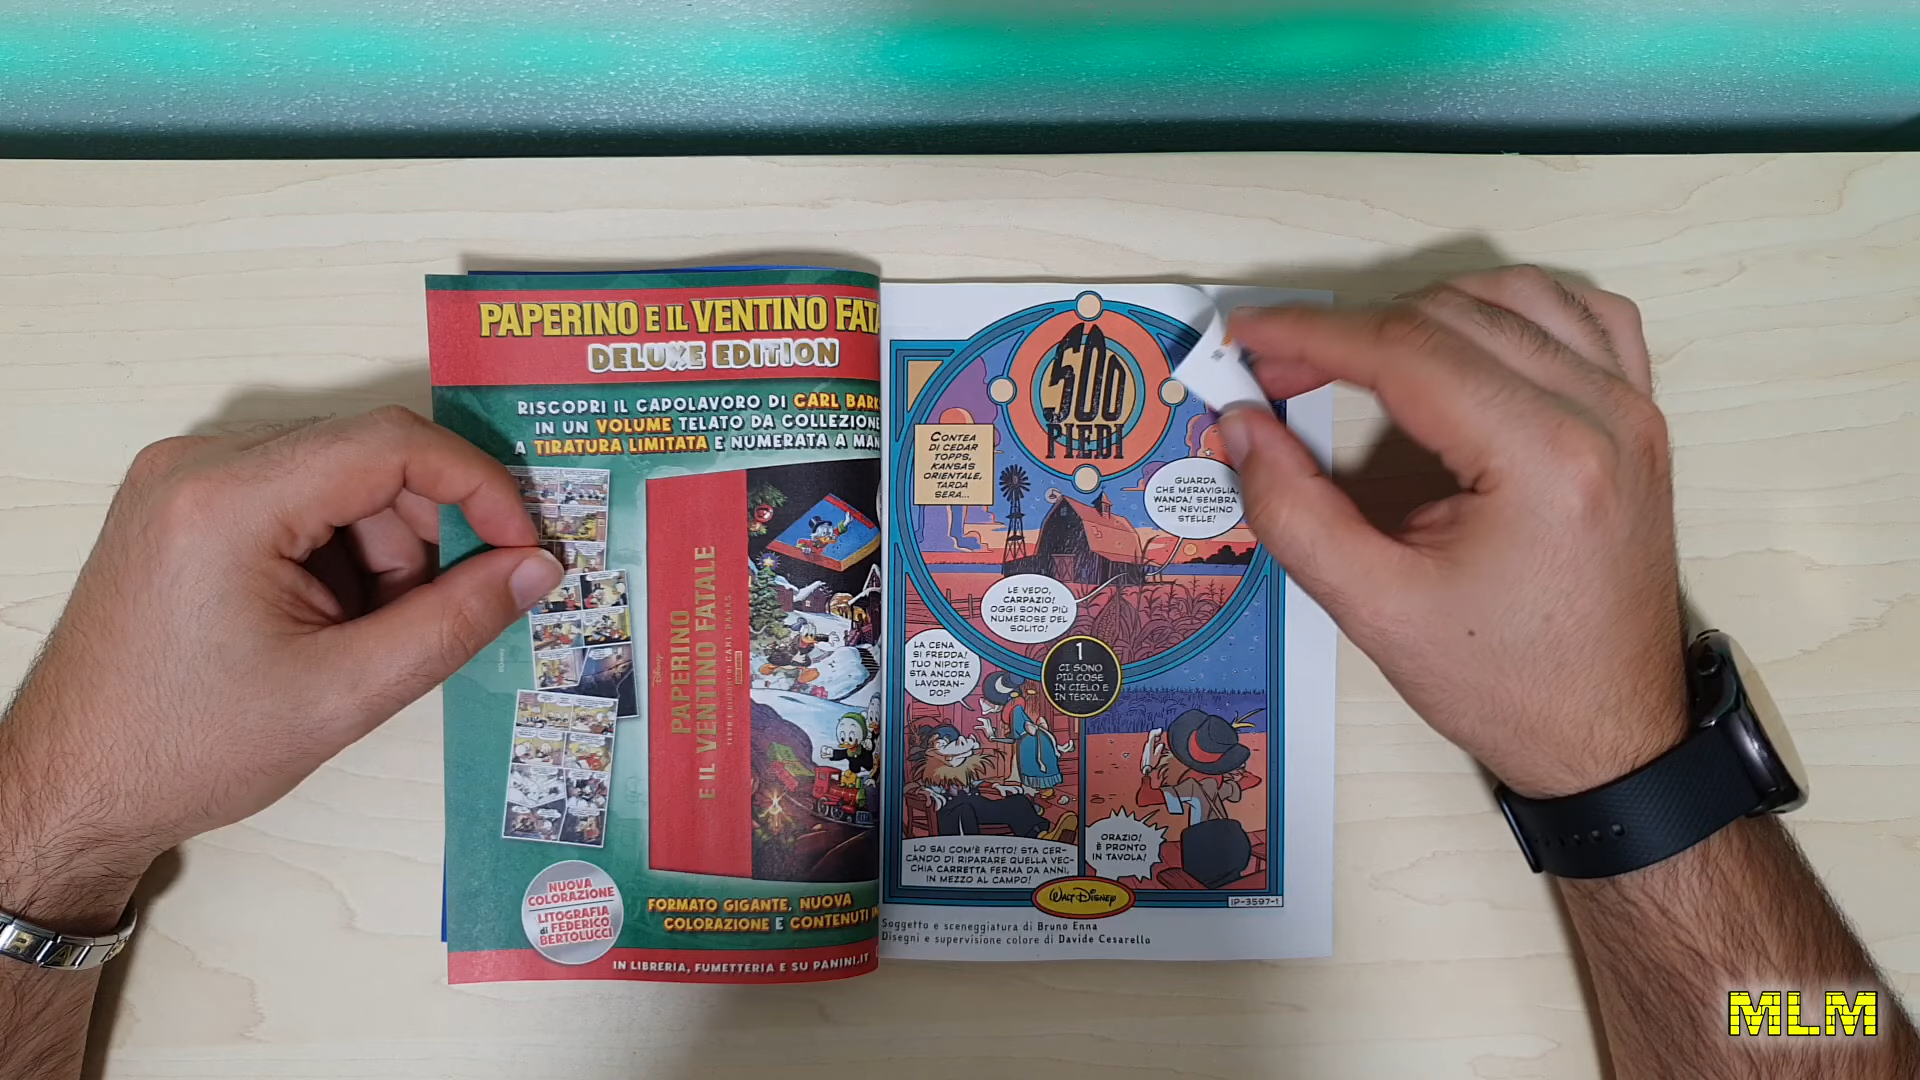 PAPERINO E IL VENTINO
DELUXE EDITION
RISCOPRI IL CAPOLAVORO DI CARL
IN UN VOLUME TELATO DA COLLEZIONE
A TIRATURA LIMITATA E NUMERATA A
Disney
PAPERINO
E IL VENTINO FATALE
NUOVA
COLORAZIONE
LITOGRAFIA
di FEDERICO
BERTOLUCCI
FORMATO GIGANTE, NUOVA
COLORAZIONE E CONTENUTI
IN LIBRERIA, FUMETTERIA E SU PANINI.IT
500
PIEDI
CONTEA
DI CEDAR
TOPPS,
KANSAS
ORIENTALE,
TARDA
SERA...
GUARDA
CHE MERAVIGLIA,
WANDA! SEMBRA
CHE NEVICHINO
STELLE!
LE VEDO,
CARPAZIO!
OGGI SONO PIÙ
NUMEROSE DEL
SOLITO!
LA CENA
SI FREDDA!
TUO NIPOTE
STA ANCORA
LAVORAN-
DO?
1
CI SONO
PIÙ COSE
IN CIELO E
IN TERRA...
LO SAI COM'È FATTO! STA CER-
CANDO DI RIPARARE QUELLA VEC-
CHIA CARRETTA FERMA DA ANNI,
IN MEZZO AL CAMPO!
ORAZIO!
È PRONTO
IN TAVOLA!
WALT DISNEY
IP-3597-1
Soggetto e sceneggiatura di Bruno Enna
Disegni e supervisione colore di Davide Cesarello
MLM